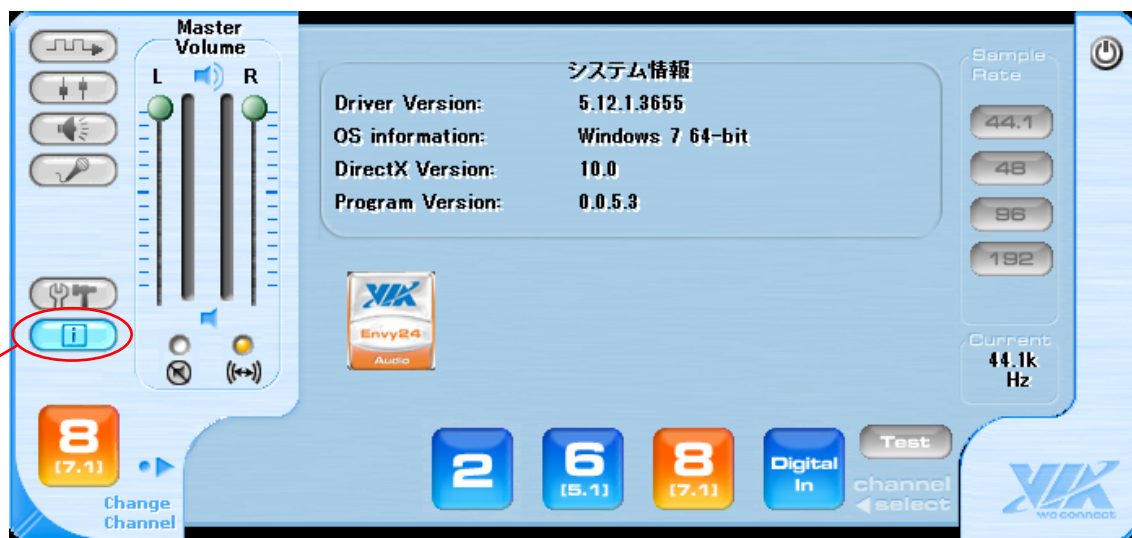 Master
Volume
L R
システム情報
Driver Version: 5.12.1.3655
OS information: Windows 7 64-bit
DirectX Version: 10.0
Program Version: 0.0.5.3
Sample
Rate
44.1
48
96
192
Current
44.1k
Hz
VIA
Envy24
Audio
i
8
[7.1]
Change
Channel
2
6
[5.1]
8
[7.1]
Digital
In
Test
channel
select
VIA
we connect